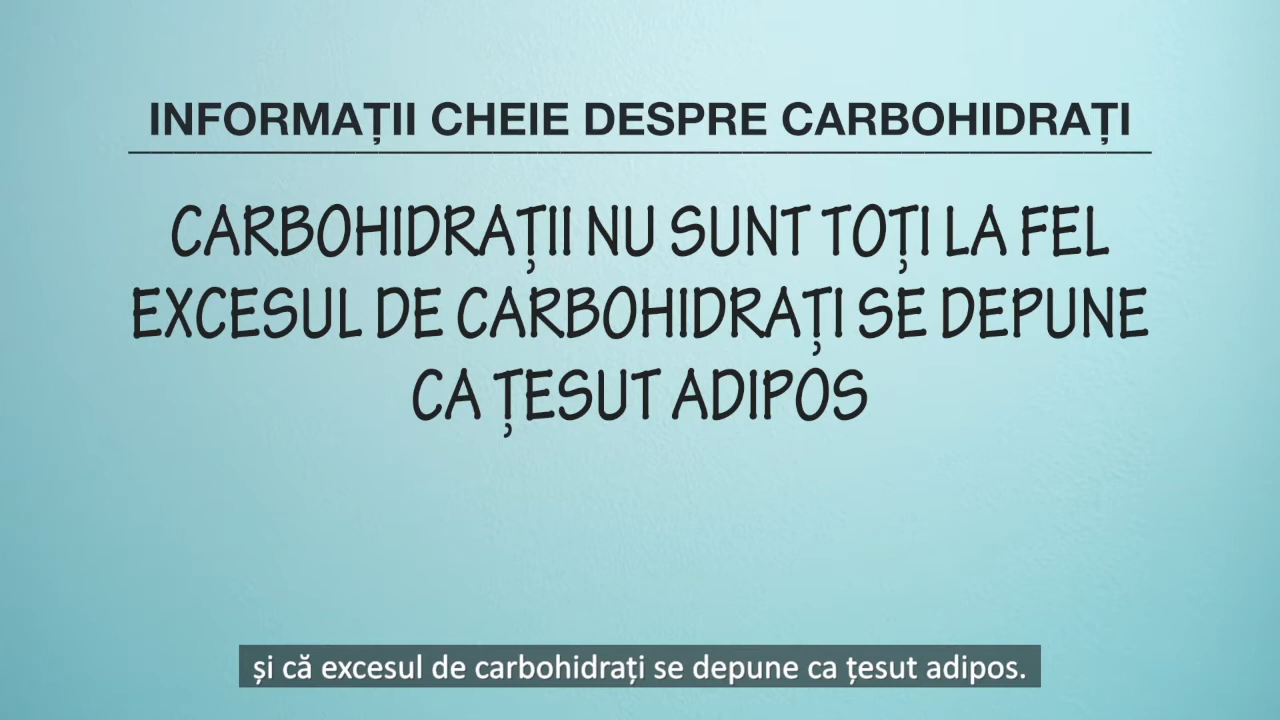 INFORMAȚII CHEIE DESPRE CARBOHIDRAȚI
CARBOHIDRAȚII NU SUNT TOȚI LA FEL
EXCESUL DE CARBOHIDRAȚI SE DEPUNE
CA ȚESUT ADIPOS
și că excesul de carbohidrați se depune ca țesut adipos.